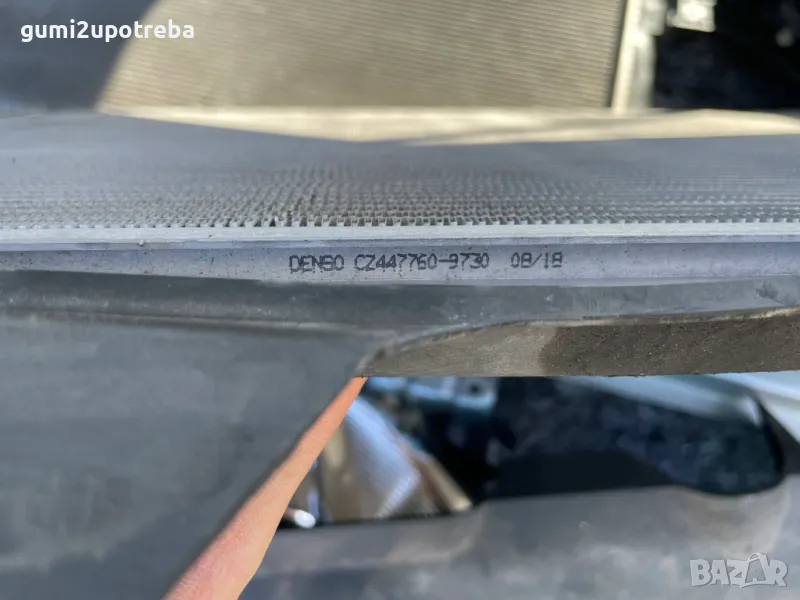 gumi2upotreba
DENSO CZ447760-9730 08/18
BAZAR